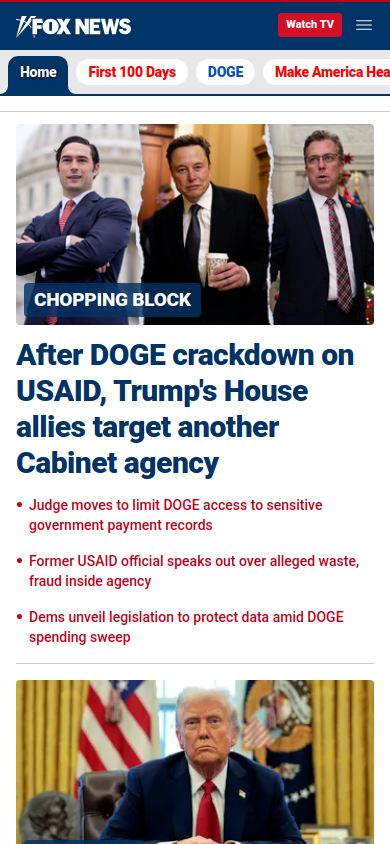 FOX NEWS
Watch TV
Home
First 100 Days
DOGE
Make America Hea
CHOPPING BLOCK
After DOGE crackdown on
USAID, Trump's House
allies target another
Cabinet agency
• Judge moves to limit DOGE access to sensitive
government payment records
• Former USAID official speaks out over alleged waste,
fraud inside agency
• Dems unveil legislation to protect data amid DOGE
spending sweep